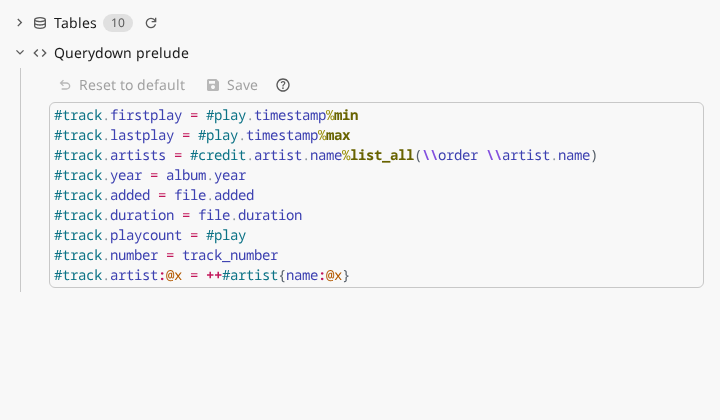 Tables 10
Querydown prelude
Reset to default Save
#track.firstplay = #play.timestamp%min
#track.lastplay = #play.timestamp%max
#track.artists = #credit.artist.name%list_all(\\order \\artist.name)
#track.year = album.year
#track.added = file.added
#track.duration = file.duration
#track.playcount = #play
#track.number = track_number
#track.artist:@x = ++#artist{name:@x}